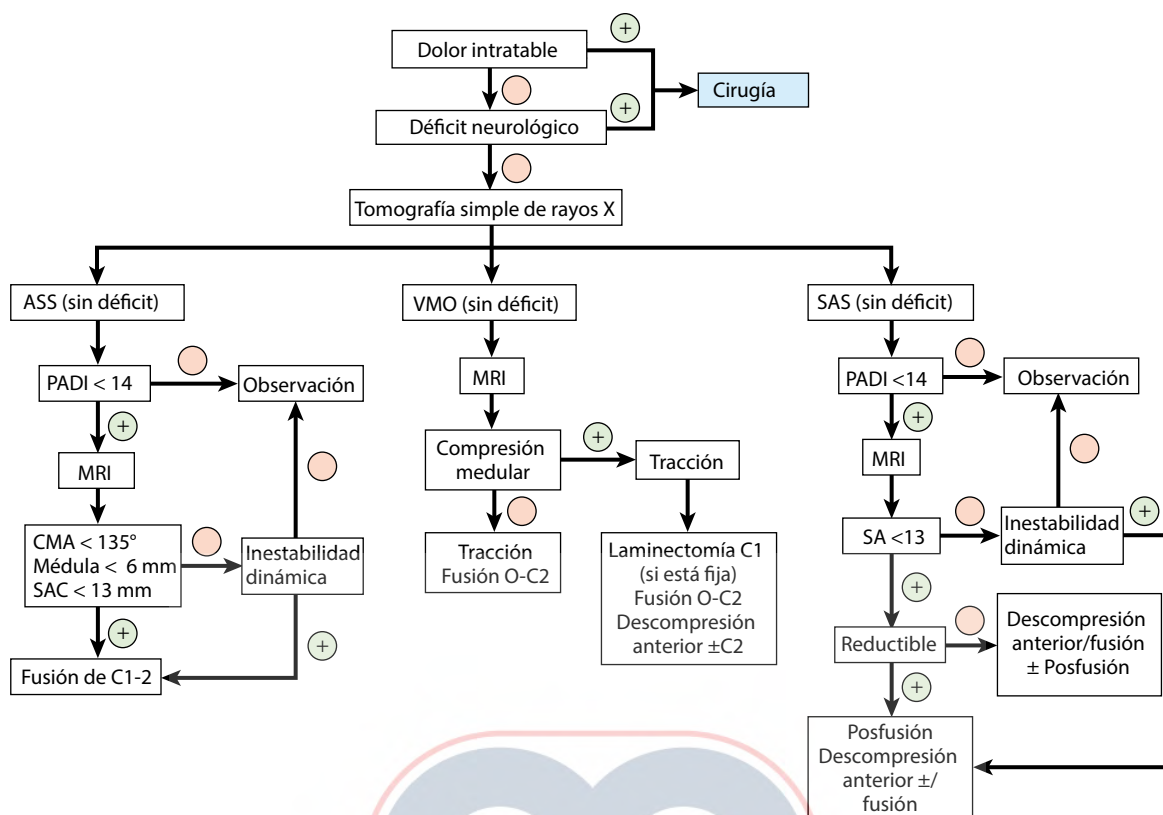 +
Dolor intratable
Cirugía
+
Déficit neurológico
Tomografía simple de rayos X
ASS (sin déficit)
VMO (sin déficit)
SAS (sin déficit)
PADI < 14
Observación
MRI
PADI <14
Observación
+
+
MRI
Compresión
medular
+
Tracción
MRI
CMA < 135°
Médula < 6 mm
SAC < 13 mm
Inestabilidad
dinámica
Tracción
Fusión O-C2
Laminectomía C1
(si está fija)
Fusión O-C2
Descompresión
anterior ±C2
SA <13
Inestabilidad
dinámica
+
+
+
+
Fusión de C1-2
Reductible
Descompresión
anterior/fusión
± Posfusión
+
Posfusión
Descompresión
anterior ±/
fusión